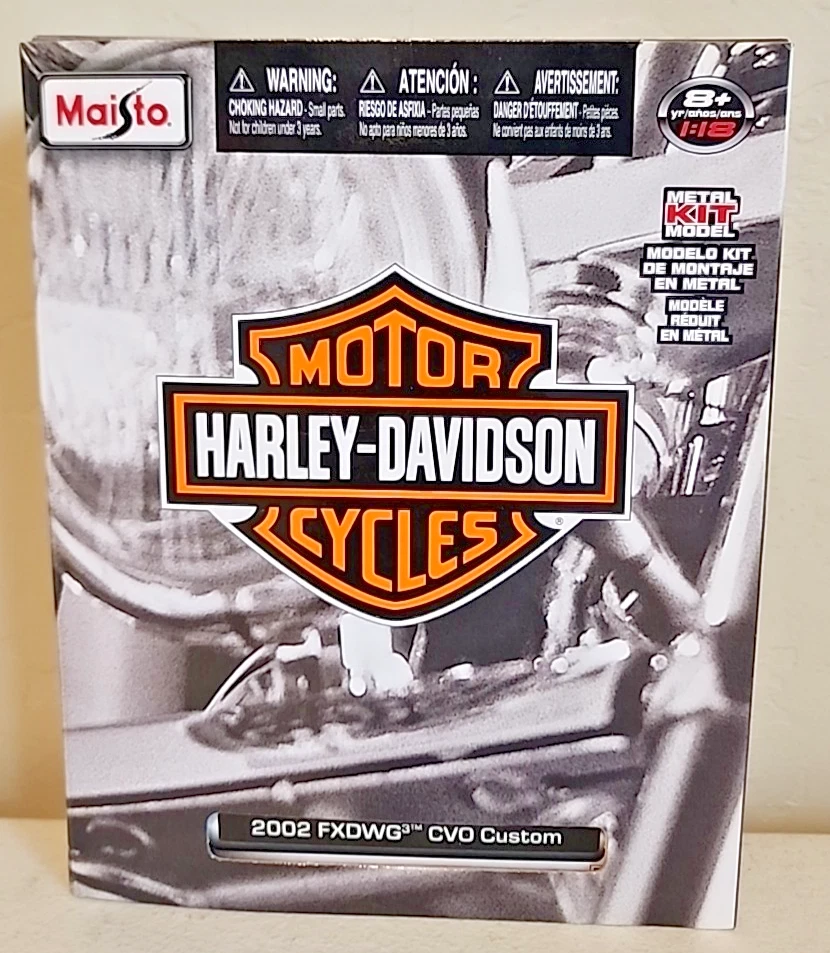 Maisto
WARNING:
CHOKING HAZARD - Small parts.
Not for children under 3 years.
ATENCIÓN :
RIESGO DE ASFIXIA - Partes pequeñas
No apto para niños menores de 3 años.
AVERTISSEMENT:
DANGER D'ÉTOUFFEMENT - Petites pièces.
Ne convient pas aux enfants de moins de 3 ans.
8+
yr/años/ans
1:18
METAL
KIT
MODEL
MODELO KIT
DE MONTAJE
EN METAL
MODÈLE
RÉDUIT
EN MÉTAL
MOTOR
HARLEY-DAVIDSON
CYCLES
®
2002 FXDWG³™ CVO Custom